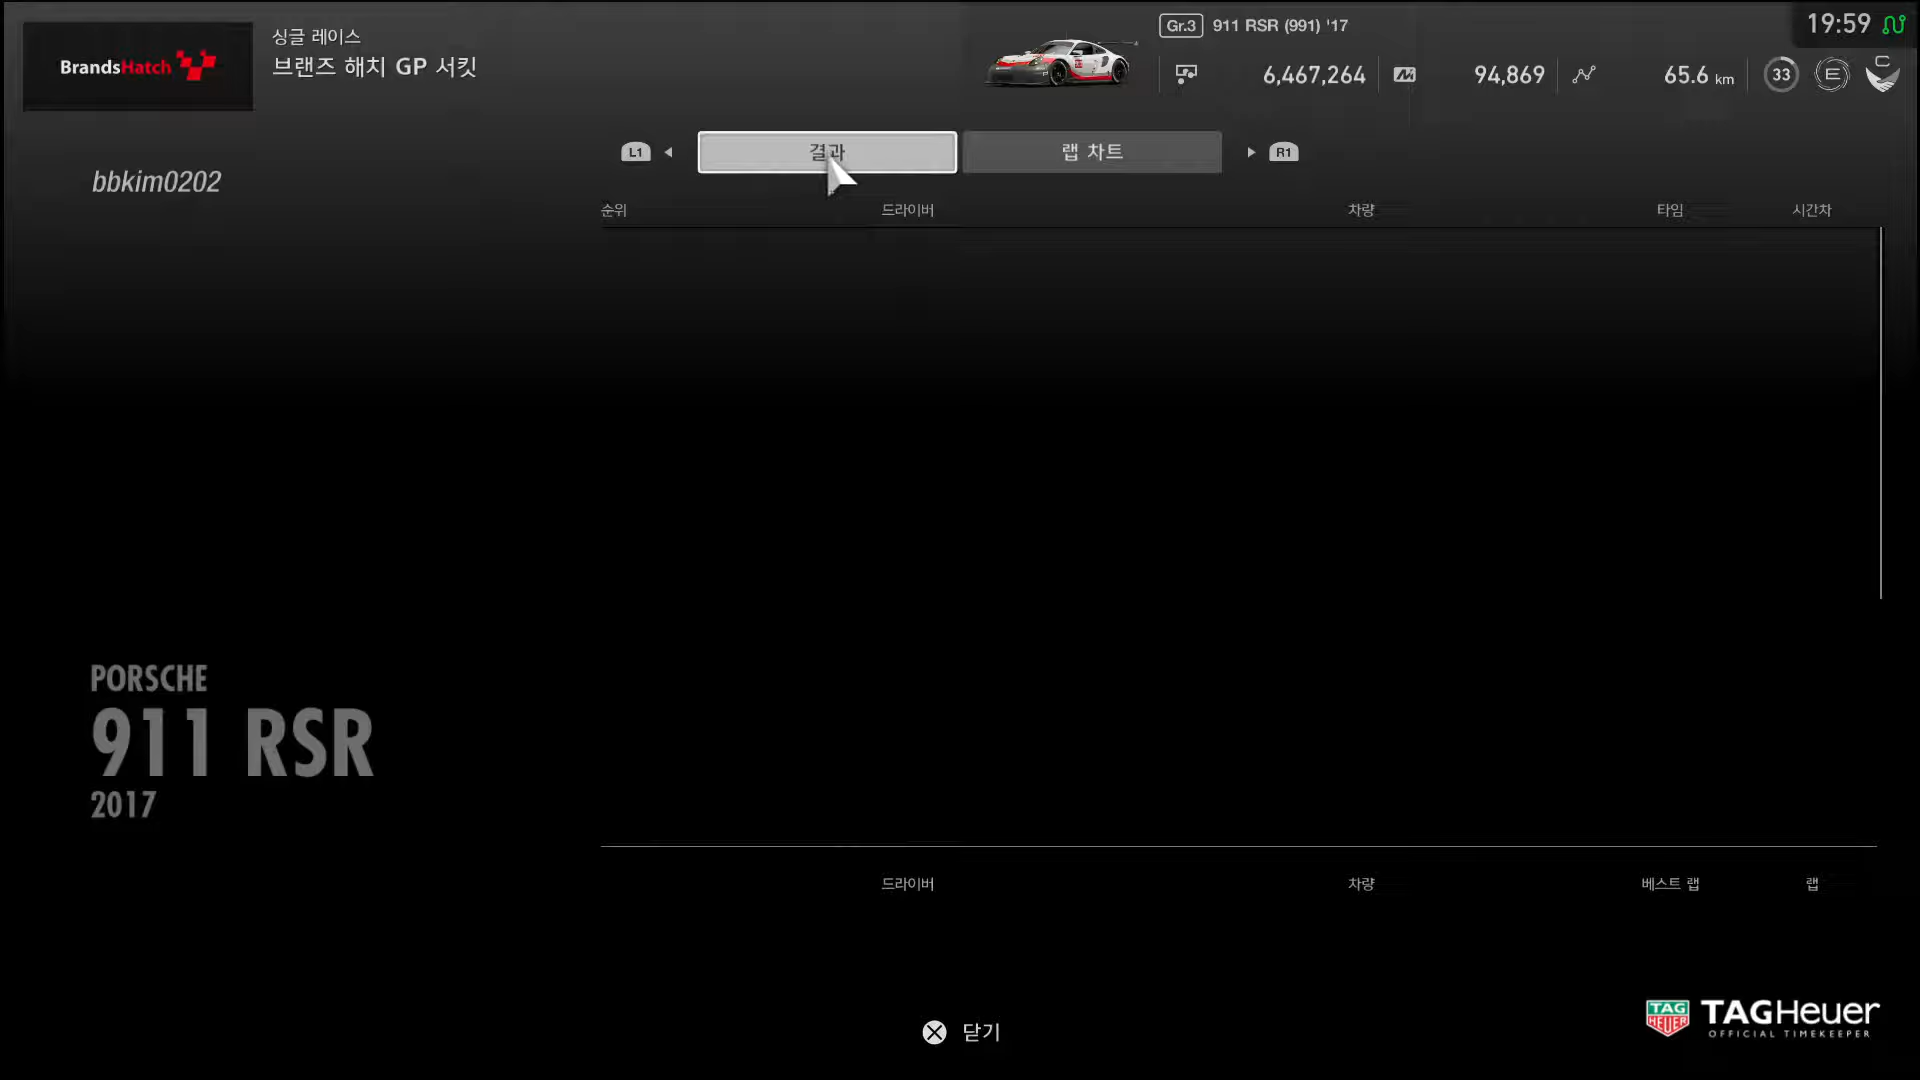 BrandsHatch
싱글 레이스
브랜즈 해치 GP 서킷
Gr.3 911 RSR (991) '17
19:59
6,467,264 94,869 65.6 km 33 E C
L1 결과 랩 차트 R1
bbkim0202
순위 드라이버 차량 타임 시간차
PORSCHE
911 RSR
2017
드라이버 차량 베스트 랩 랩
TAG HEUER
TAGHeuer
OFFICIAL TIMEKEEPER
닫기